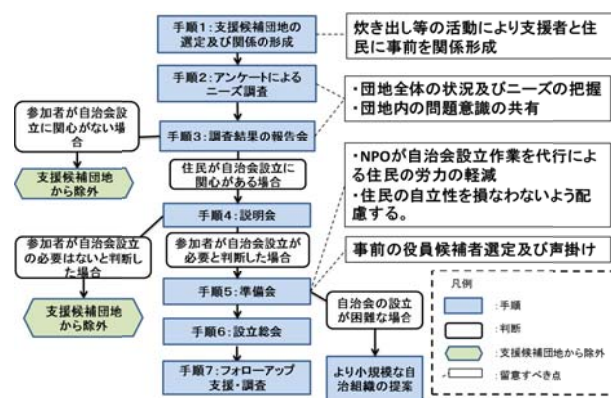 手順1:支援候補団地の
選定及び関係の形成
炊き出し等の活動により支援者と住
民に事前を関係形成
手順2:アンケートによる
ニーズ調査
・団地全体の状況及びニーズの把握
・団地内の問題意識の共有
参加者が自治会設
立に関心がない場
合
手順3:調査結果の報告会
支援候補団地
から除外
住民が自治会設立に
関心がある場合
・NPOが自治会設立作業を代行によ
る住民の労力の軽減
・住民の自立性を損なわないよう配
慮する。
手順4:説明会
参加者が自治会設立
の必要はないと判断し
た場合
参加者が自治会設立が
必要と判断した場合
事前の役員候補者選定及び声掛け
手順5:準備会
支援候補団地
から除外
自治会の設立
が困難な場合
手順6:設立総会
手順7:フォローアップ
支援・調査
より小規模な自
治組織の提案
凡例
:手順
:判断
:支援候補団地から除外
:留意すべき点